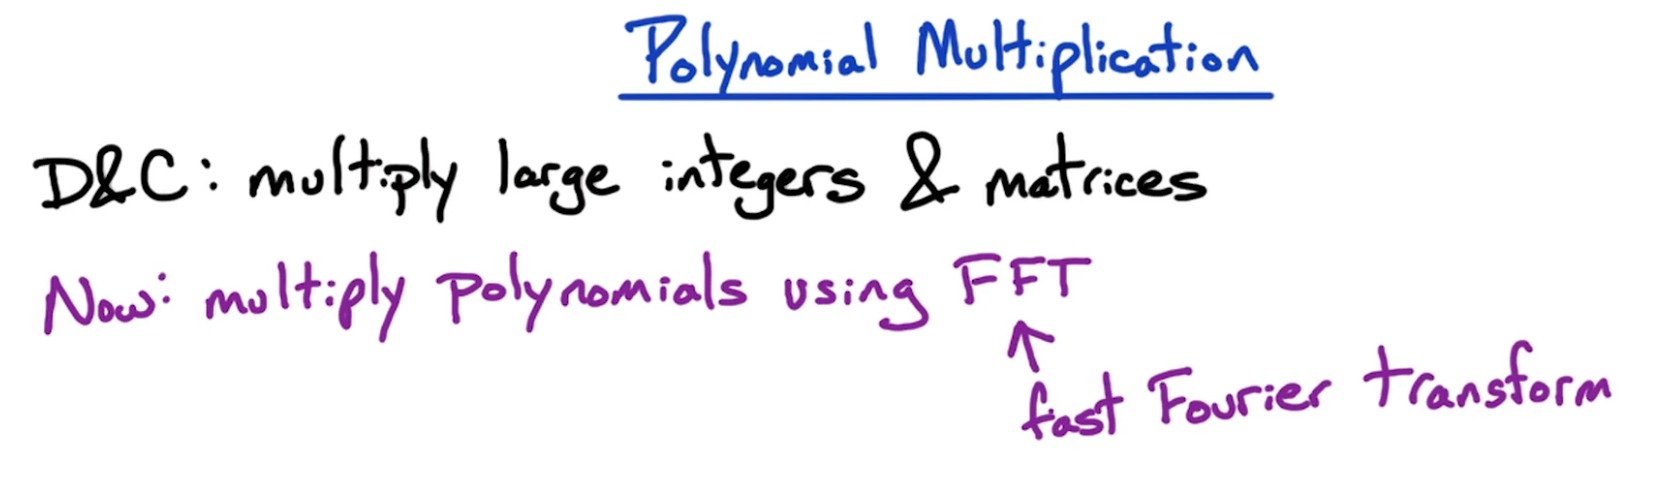 Polynomial Multiplication
D&C: multiply large integers & matrices
Now: multiply polynomials using FFT
fast Fourier transform